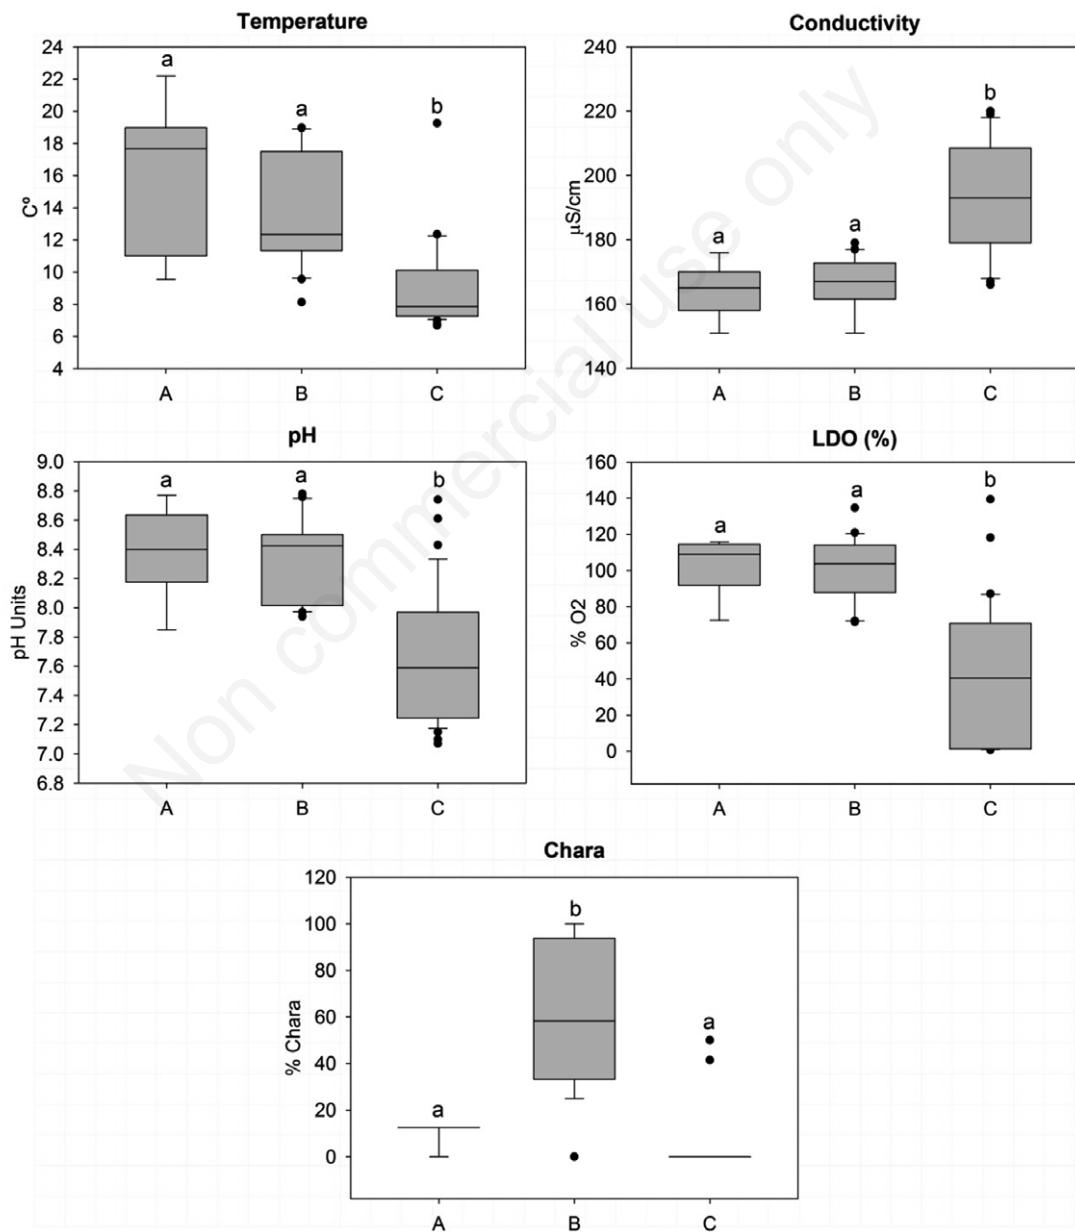 Temperature
24
22
20
18
16
14
12
10
8
6
4
C°
a
a
b
A
B
C
Conductivity
240
220
200
180
160
140
µS/cm
a
a
b
A
B
C
pH
9.0
8.8
8.6
8.4
8.2
8.0
7.8
7.6
7.4
7.2
7.0
6.8
pH Units
a
a
b
A
B
C
LDO (%)
160
140
120
100
80
60
40
20
0
% O2
a
a
b
A
B
C
Chara
120
100
80
60
40
20
0
% Chara
a
b
a
A
B
C
Non commercial use only